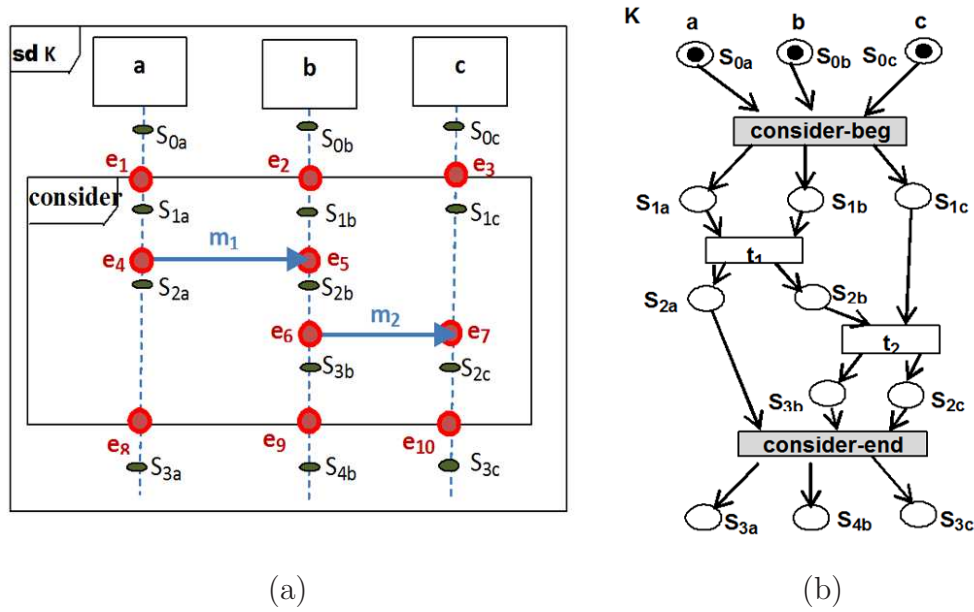 sd K
a b c
S0a S0b S0c
e1 e2 e3
consider
S1a S1b S1c
e4 m1 e5
S2a S2b
e6 m2 e7
S3b S2c
e8 e9 e10
S3a S4b S3c
(a)
K
a b c
S0a S0b S0c
consider-beg
S1a S1b S1c
t1
S2a S2b
t2
S3b S2c
consider-end
S3a S4b S3c
(b)